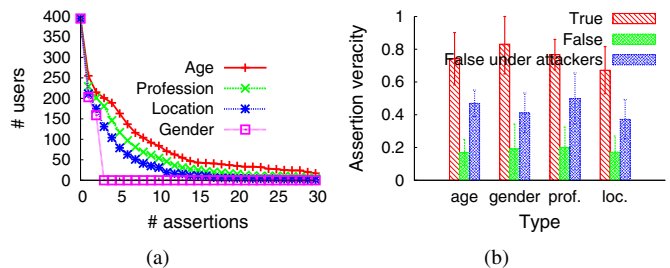 400
350
300
250
200
150
100
50
0
# users
Age
Profession
Location
Gender
0 5 10 15 20 25 30
# assertions
(a)
1
0.8
0.6
0.4
0.2
0
Assertion veracity
True
False
False under attackers
age gender prof. loc.
Type
(b)